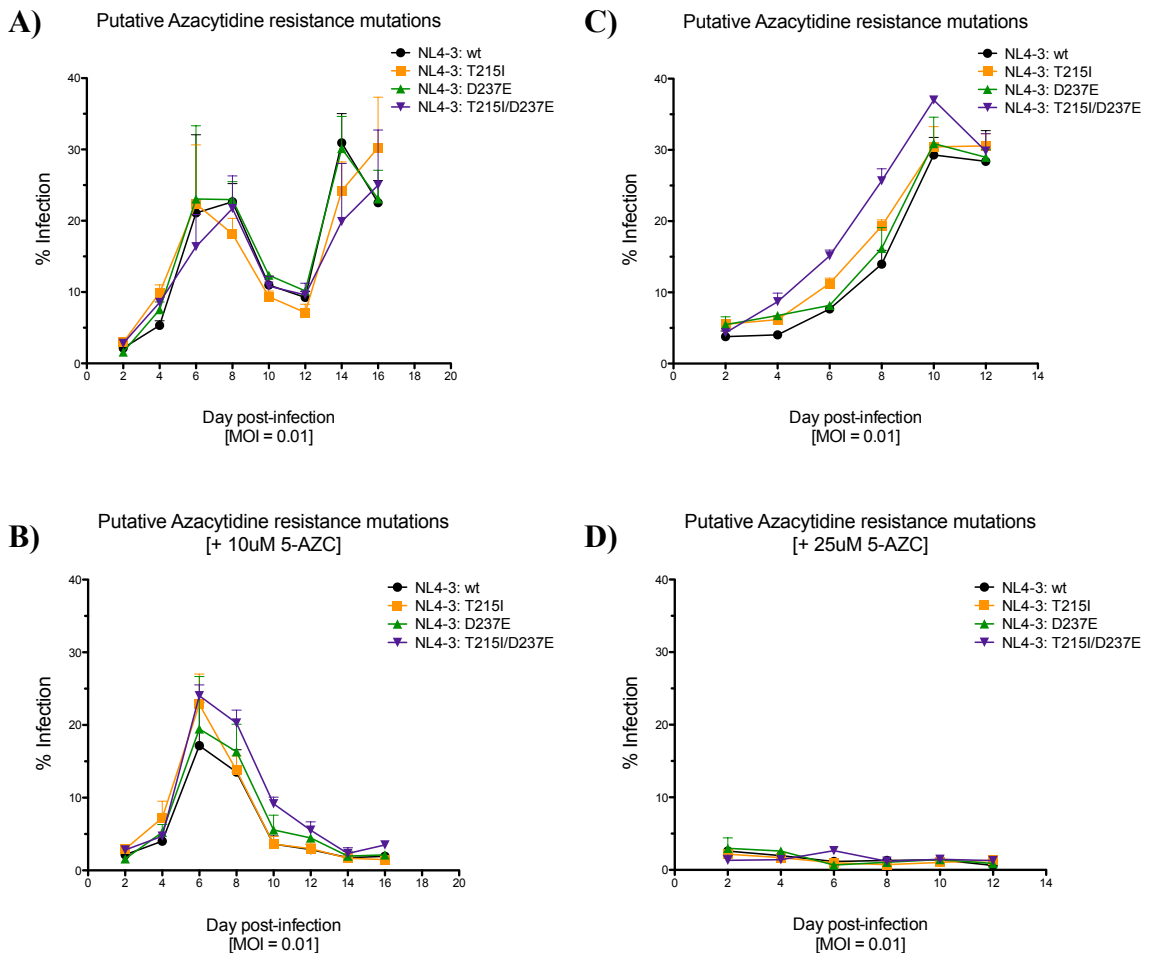 A)
Putative Azacytidine resistance mutations
NL4-3: wt
NL4-3: T215I
NL4-3: D237E
NL4-3: T215I/D237E
% Infection
40
30
20
10
0
0 2 4 6 8 10 12 14 16 18 20
Day post-infection
[MOI = 0.01]
C)
Putative Azacytidine resistance mutations
NL4-3: wt
NL4-3: T215I
NL4-3: D237E
NL4-3: T215I/D237E
% Infection
40
30
20
10
0
0 2 4 6 8 10 12 14
Day post-infection
[MOI = 0.01]
B)
Putative Azacytidine resistance mutations
[+ 10uM 5-AZC]
NL4-3: wt
NL4-3: T215I
NL4-3: D237E
NL4-3: T215I/D237E
% Infection
40
30
20
10
0
0 2 4 6 8 10 12 14 16 18 20
Day post-infection
[MOI = 0.01]
D)
Putative Azacytidine resistance mutations
[+ 25uM 5-AZC]
NL4-3: wt
NL4-3: T215I
NL4-3: D237E
NL4-3: T215I/D237E
% Infection
40
30
20
10
0
0 2 4 6 8 10 12 14
Day post-infection
[MOI = 0.01]